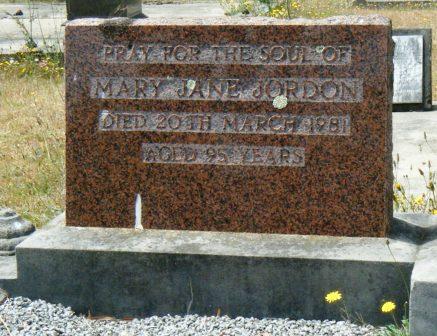 PRAY FOR THE SOUL OF
MARY JANE JORDON
DIED 20TH MARCH 1981
AGED 95 YEARS